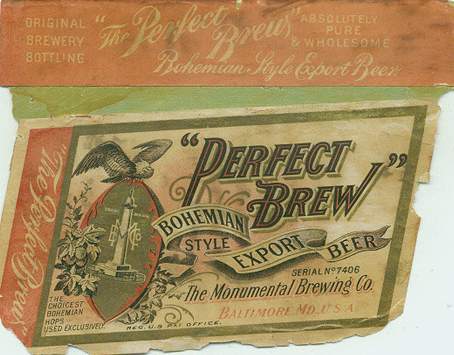 ORIGINAL
BREWERY
BOTTLING
"The Perfect Brew"
Bohemian Style Export Beer.
ABSOLUTELY
PURE
& WHOLESOME
"The Perfect Brew"
"PERFECT
BREW"
BOHEMIAN
STYLE
EXPORT BEER
SERIAL No 7406
The Monumental Brewing Co.
BALTIMORE MD. U.S.A.
THE
CHOICEST
BOHEMIAN
HOPS
USED EXCLUSIVELY.
REG. U.S. PAT. OFFICE.